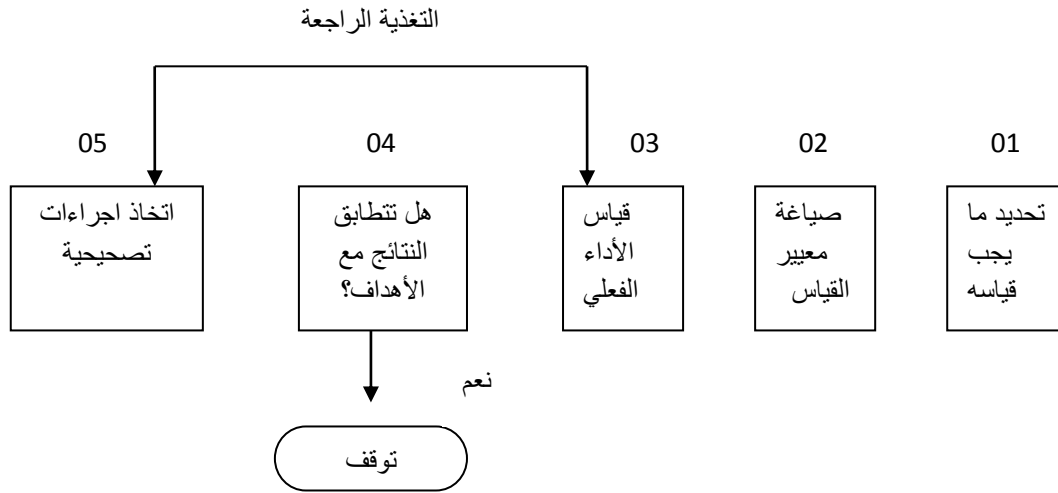 التغذية الراجعة
01
02
03
04
05
تحديد ما
يجب
قياسه
صياغة
معيير
القياس
قياس
الأداء
الفعلي
هل تتطابق
النتائج مع
الأهداف؟
اتخاذ اجراءات
تصحيحية
نعم
توقف